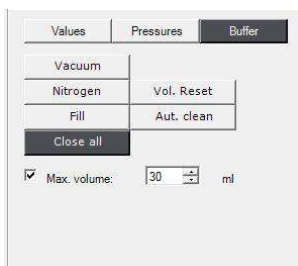 Values Pressures Buffer
Vacuum
Nitrogen Vol. Reset
Fill Aut. clean
Close all
Max. volume: 30 ml